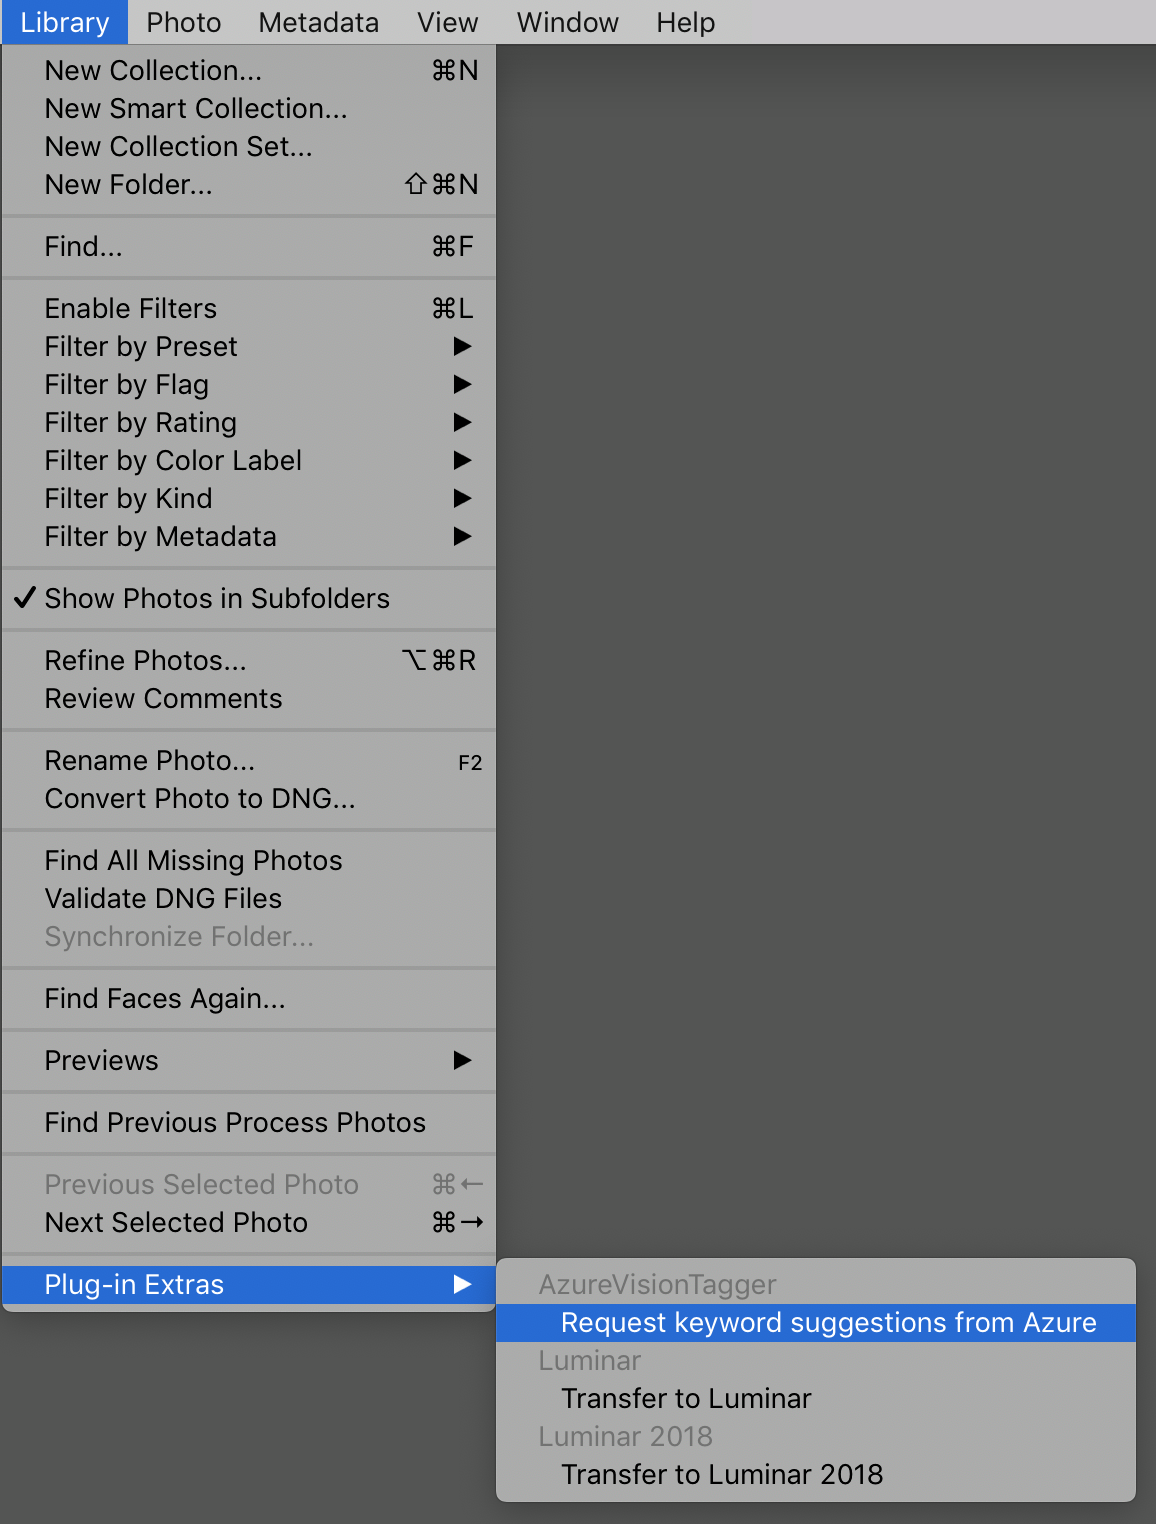 Library Photo Metadata View Window Help
New Collection... ⌘N
New Smart Collection...
New Collection Set...
New Folder... ⇧⌘N
Find... ⌘F
Enable Filters ⌘L
Filter by Preset ▶
Filter by Flag ▶
Filter by Rating ▶
Filter by Color Label ▶
Filter by Kind ▶
Filter by Metadata ▶
✓ Show Photos in Subfolders
Refine Photos... ⌥⌘R
Review Comments
Rename Photo... F2
Convert Photo to DNG...
Find All Missing Photos
Validate DNG Files
Synchronize Folder...
Find Faces Again...
Previews ▶
Find Previous Process Photos
Previous Selected Photo ⌘←
Next Selected Photo ⌘→
Plug-in Extras ▶
AzureVisionTagger
Request keyword suggestions from Azure
Luminar
Transfer to Luminar
Luminar 2018
Transfer to Luminar 2018